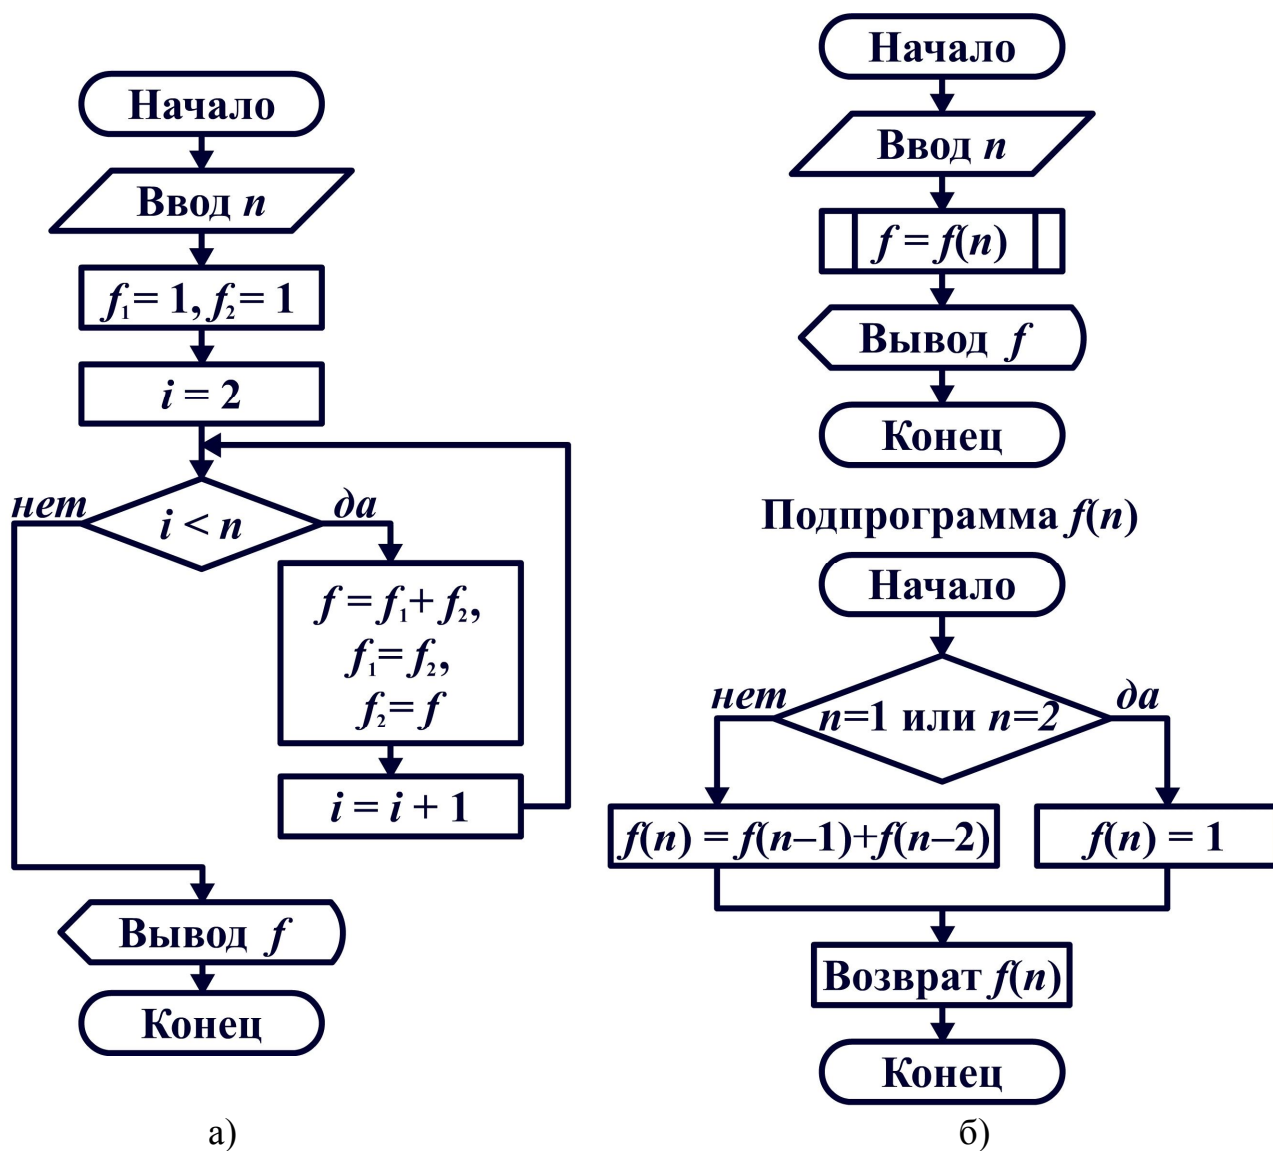 Начало
Ввод n
f₁= 1, f₂= 1
i = 2
нет
i < n
да
f = f₁+ f₂,
f₁= f₂,
f₂= f
i = i + 1
Вывод f
Конец
а)
Начало
Ввод n
f = f(n)
Вывод f
Конец
Подпрограмма f(n)
Начало
нет
n=1 или n=2
да
f(n) = f(n–1)+f(n–2)
f(n) = 1
Возврат f(n)
Конец
б)